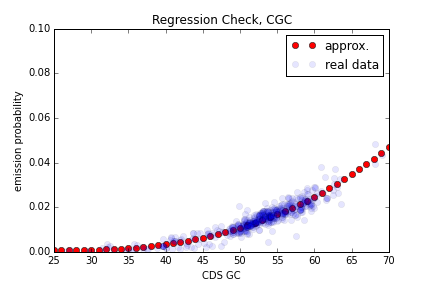 Regression Check, CGC
0.10
approx.
real data
0.08
0.06
emission probability
0.04
0.02
0.00
25 30 35 40 45 50 55 60 65 70
CDS GC